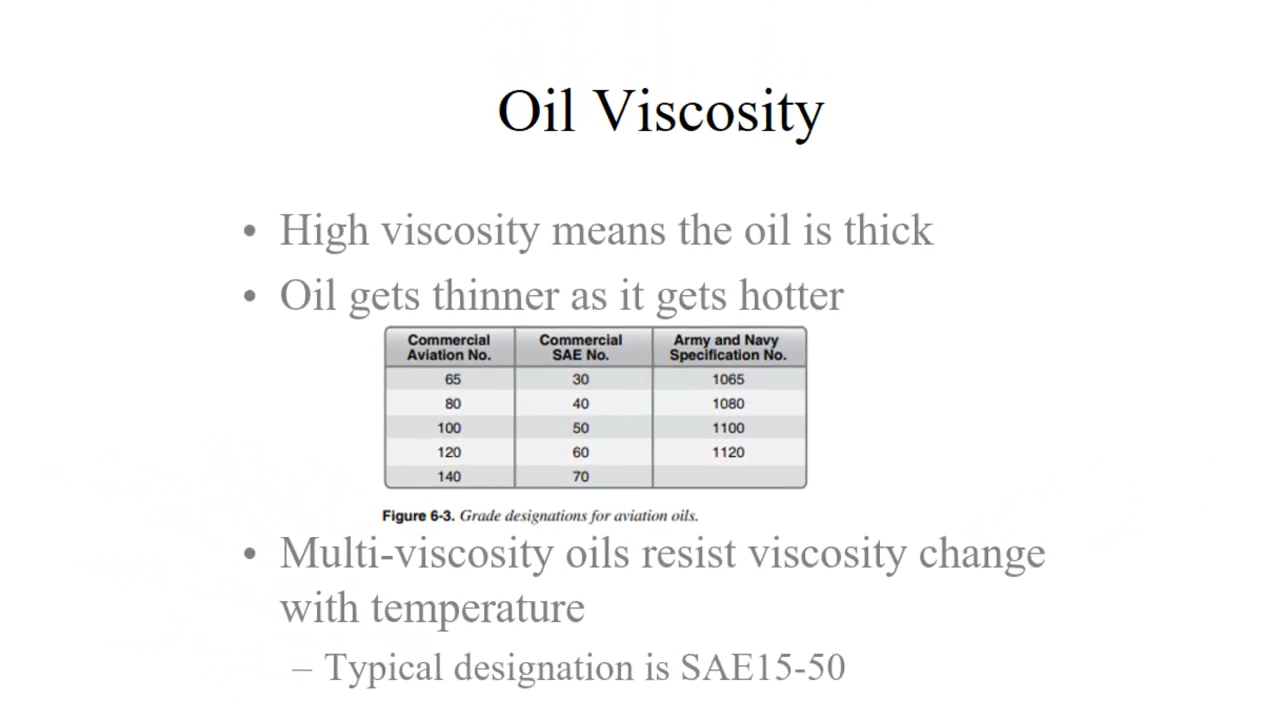 Oil Viscosity
• High viscosity means the oil is thick
• Oil gets thinner as it gets hotter
Commercial Aviation No. Commercial SAE No. Army and Navy Specification No.
65 30 1065
80 40 1080
100 50 1100
120 60 1120
140 70
Figure 6-3. Grade designations for aviation oils.
• Multi-viscosity oils resist viscosity change
with temperature
– Typical designation is SAE15-50